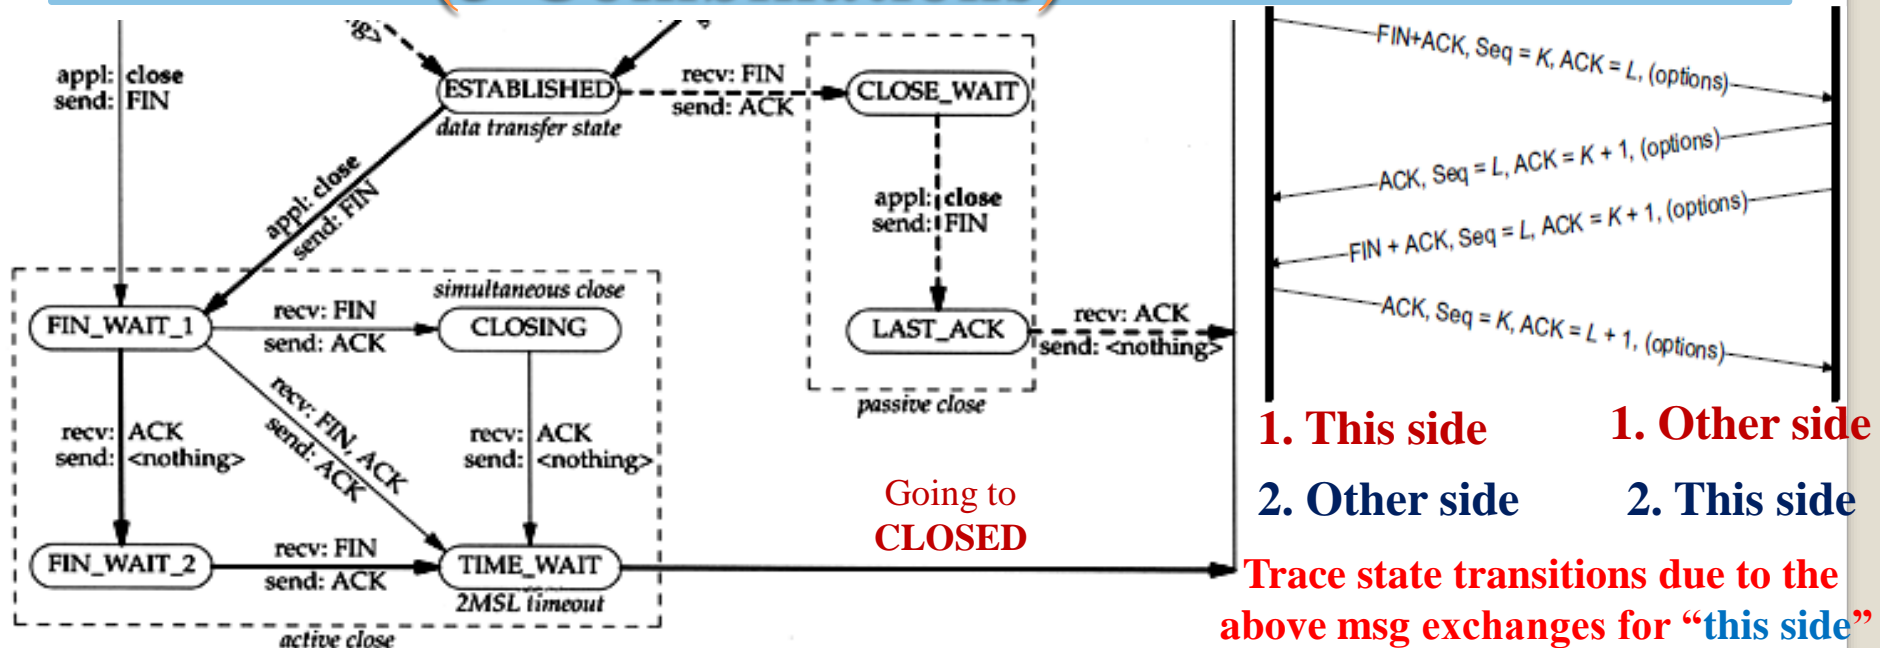 appl: close
send: FIN
ESTABLISHED
data transfer state
recv: FIN
send: ACK
CLOSE_WAIT
appl: close
send: FIN
appl: close
send: FIN
simultaneous close
FIN_WAIT_1
recv: FIN
send: ACK
CLOSING
LAST_ACK
recv: ACK
send: <nothing>
passive close
recv: ACK
send: <nothing>
recv: FIN, ACK
send: ACK
recv: ACK
send: <nothing>
FIN_WAIT_2
recv: FIN
send: ACK
TIME_WAIT
2MSL timeout
active close
Going to
CLOSED
FIN+ACK, Seq = K, ACK = L, (options)
ACK, Seq = L, ACK = K + 1, (options)
FIN + ACK, Seq = L, ACK = K + 1, (options)
ACK, Seq = K, ACK = L + 1, (options)
1. This side
1. Other side
2. Other side
2. This side
Trace state transitions due to the
above msg exchanges for “this side”